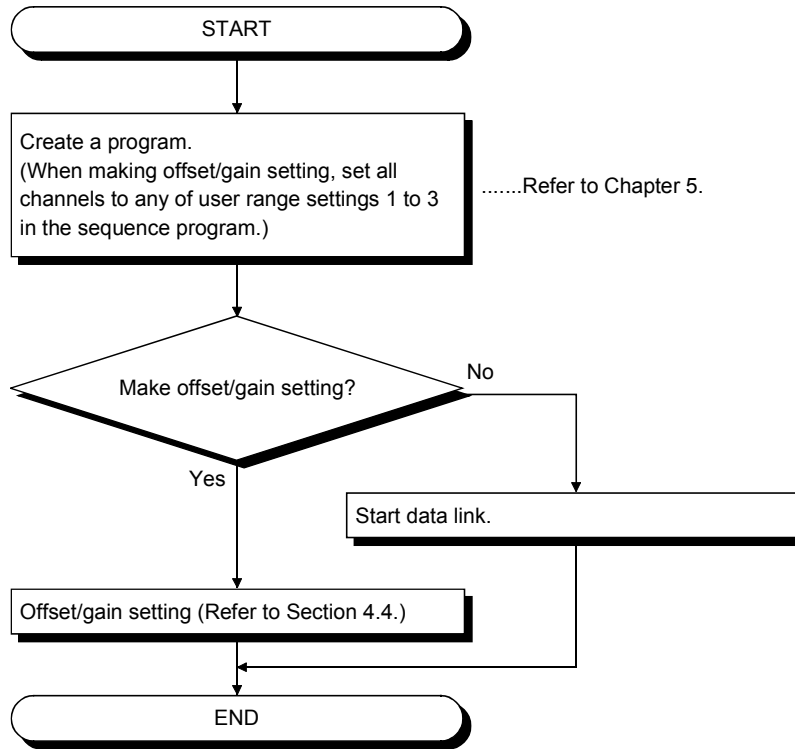 START
Create a program.
(When making offset/gain setting, set all
channels to any of user range settings 1 to 3
in the sequence program.)
.......Refer to Chapter 5.
Make offset/gain setting?
No
Yes
Start data link.
Offset/gain setting (Refer to Section 4.4.)
END